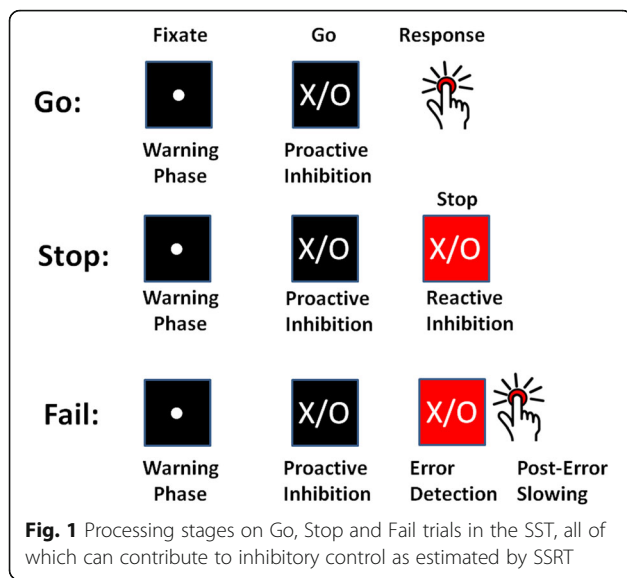 Fixate Go Response
Go: X/O
Warning Phase Proactive Inhibition
Stop
Stop: X/O X/O
Warning Phase Proactive Inhibition Reactive Inhibition
Fail: X/O X/O
Warning Phase Proactive Inhibition Error Detection Post-Error Slowing
Fig. 1 Processing stages on Go, Stop and Fail trials in the SST, all of
which can contribute to inhibitory control as estimated by SSRT